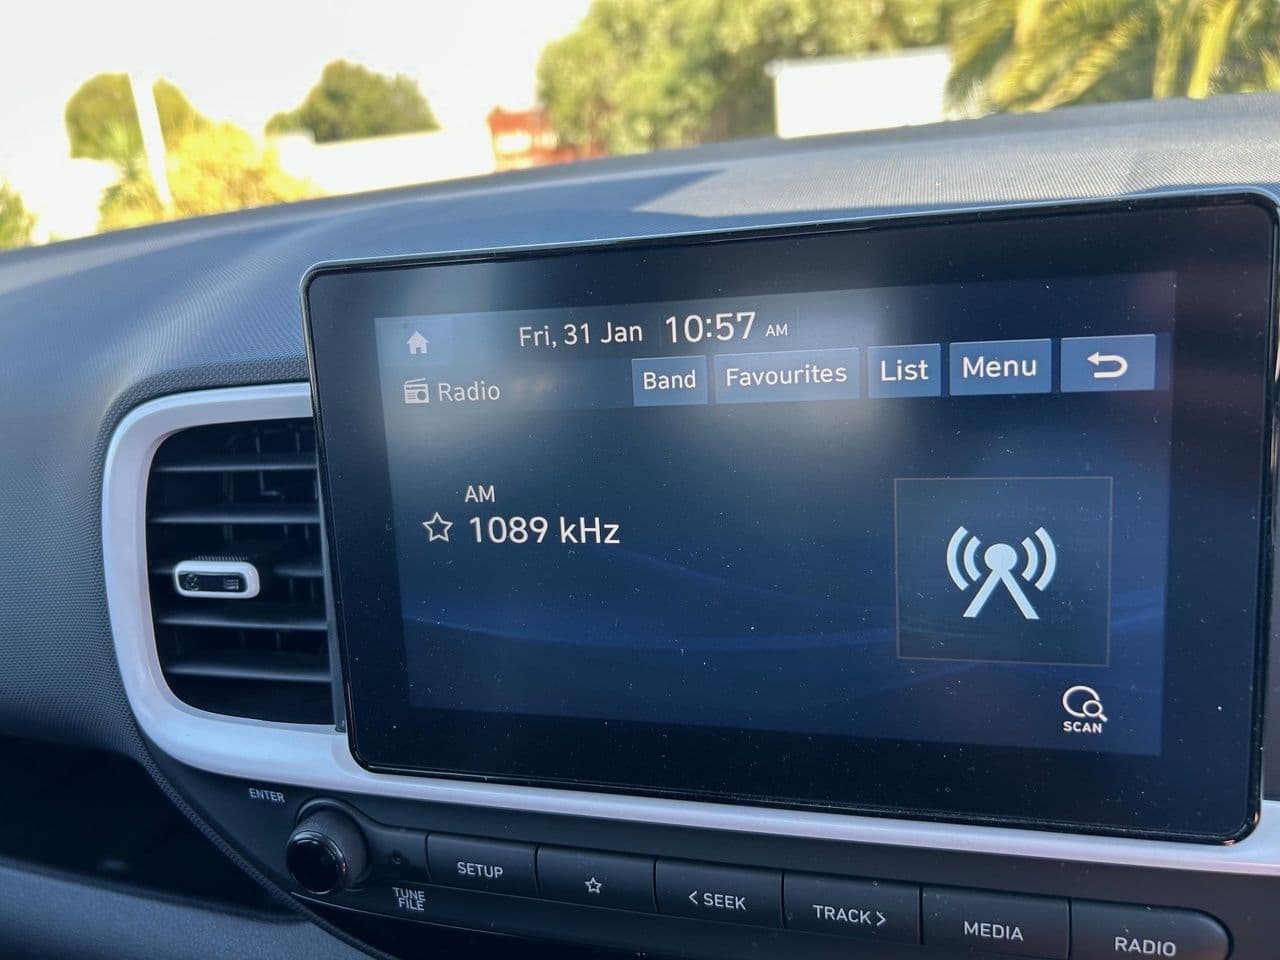 Fri, 31 Jan 10:57 AM
Radio Band Favourites List Menu
AM
1089 kHz
SCAN
ENTER
TUNE
FILE
SETUP
< SEEK
TRACK >
MEDIA
RADIO